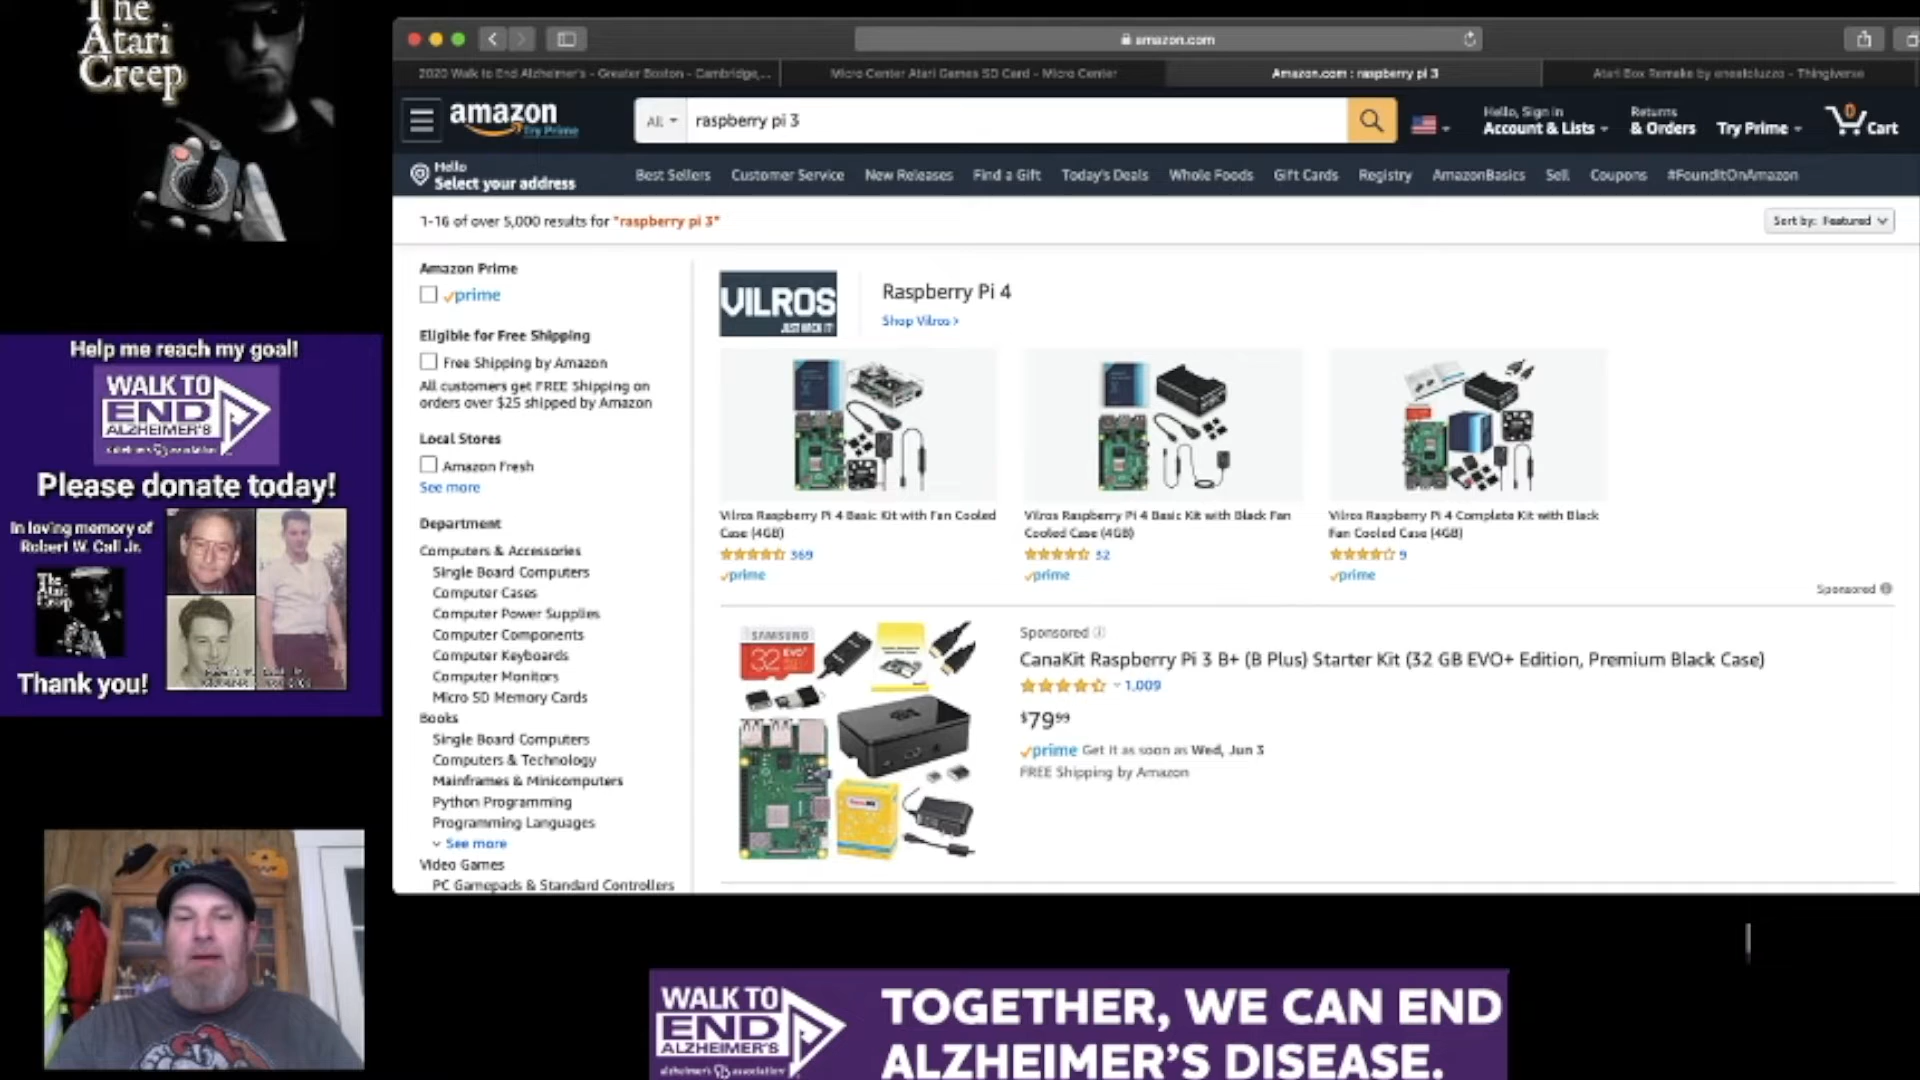 The
Atari
Creep
Help me reach my goal!
WALK TO
END
ALZHEIMER'S
alzheimer's association
Please donate today!
In loving memory of
Robert W. Call Jr.
The
Atari
Creep
Thank you!
amazon.com
2020 Walk to End Alzheimer's - Greater Boston - Cambridge,...
Micro Center Atari Games SD Card - Micro Center
Amazon.com : raspberry pi 3
Atari Box Remake by eneatoluzzo - Thingiverse
amazon
Try Prime
All
raspberry pi 3
Hello, Sign in
Account & Lists
Returns
& Orders
Try Prime
0
Cart
Hello
Select your address
Best Sellers
Customer Service
New Releases
Find a Gift
Today's Deals
Whole Foods
Gift Cards
Registry
AmazonBasics
Sell
Coupons
#FoundItOnAmazon
1-16 of over 5,000 results for "raspberry pi 3"
Sort by: Featured
Amazon Prime
prime
Eligible for Free Shipping
Free Shipping by Amazon
All customers get FREE Shipping on
orders over $25 shipped by Amazon
Local Stores
Amazon Fresh
See more
Department
Computers & Accessories
Single Board Computers
Computer Cases
Computer Power Supplies
Computer Components
Computer Keyboards
Computer Monitors
Micro SD Memory Cards
Books
Single Board Computers
Computers & Technology
Mainframes & Minicomputers
Python Programming
Programming Languages
See more
Video Games
PC Gamepads & Standard Controllers
VILROS
JUST HACK IT!
Raspberry Pi 4
Shop Vilros >
Vilros Raspberry Pi 4 Basic Kit with Fan Cooled
Case (4GB)
369
prime
Vilros Raspberry Pi 4 Basic Kit with Black Fan
Cooled Case (4GB)
32
prime
Vilros Raspberry Pi 4 Complete Kit with Black
Fan Cooled Case (4GB)
9
prime
Sponsored
SAMSUNG
32 EVO+
Sponsored
CanaKit Raspberry Pi 3 B+ (B Plus) Starter Kit (32 GB EVO+ Edition, Premium Black Case)
1,009
$79.99
prime Get it as soon as Wed, Jun 3
FREE Shipping by Amazon
WALK TO
END
ALZHEIMER'S
alzheimer's association
TOGETHER, WE CAN END
ALZHEIMER'S DISEASE.